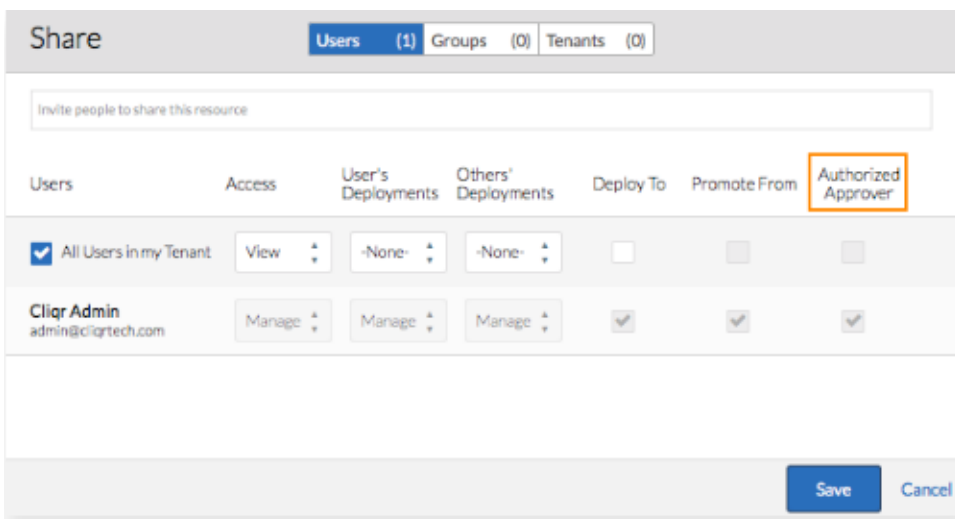 Share
Users (1) Groups (0) Tenants (0)
Invite people to share this resource
Users Access User's Deployments Others' Deployments Deploy To Promote From Authorized Approver
All Users in my Tenant View -None- -None-
Cliqr Admin Manage Manage Manage
admin@cliqrtech.com
Save Cancel